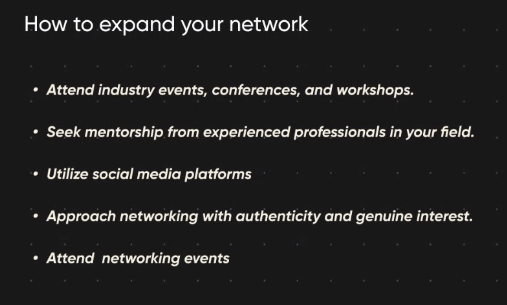 How to expand your network
• Attend industry events, conferences, and workshops.
• Seek mentorship from experienced professionals in your field.
• Utilize social media platforms
• Approach networking with authenticity and genuine interest.
• Attend  networking events